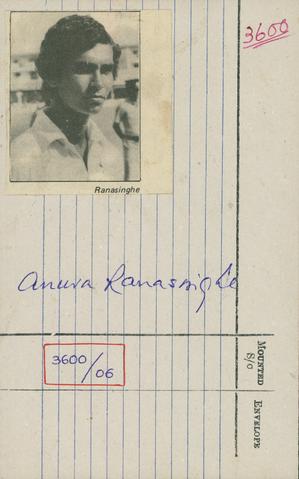 3600
Ranasinghe
Anura Ranasinghe
3600/06
MOUNTED
S/O
ENVELOPE